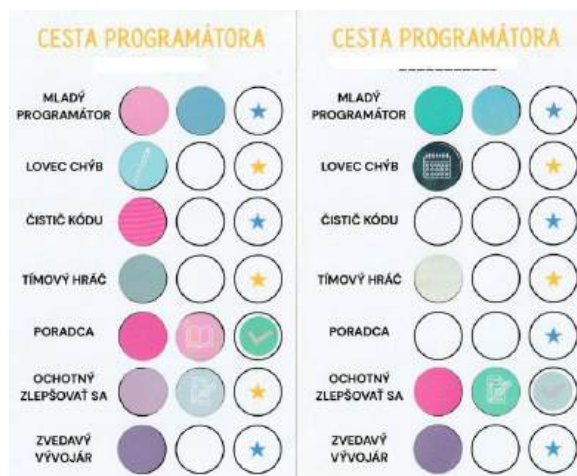 CESTA PROGRAMÁTORA
MLADÝ
PROGRAMÁTOR
LOVEC CHÝB
ČISTIČ KÓDU
TÍMOVÝ HRÁČ
PORADCA
OCHOTNÝ
ZLEPŠOVAŤ SA
ZVEDAVÝ
VÝVOJÁR
CESTA PROGRAMÁTORA
MLADÝ
PROGRAMÁTOR
LOVEC CHÝB
ČISTIČ KÓDU
TÍMOVÝ HRÁČ
PORADCA
OCHOTNÝ
ZLEPŠOVAŤ SA
ZVEDAVÝ
VÝVOJÁR